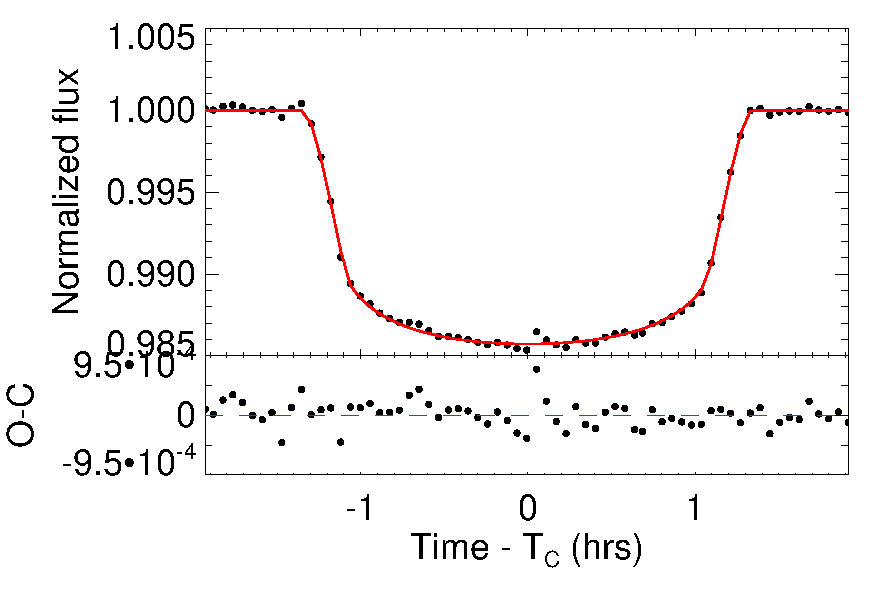 1.005
1.000
0.995
0.990
0.985
Normalized flux
9.5•10⁻⁴
0
-9.5•10⁻⁴
O-C
-1 0 1
Time - T_C (hrs)